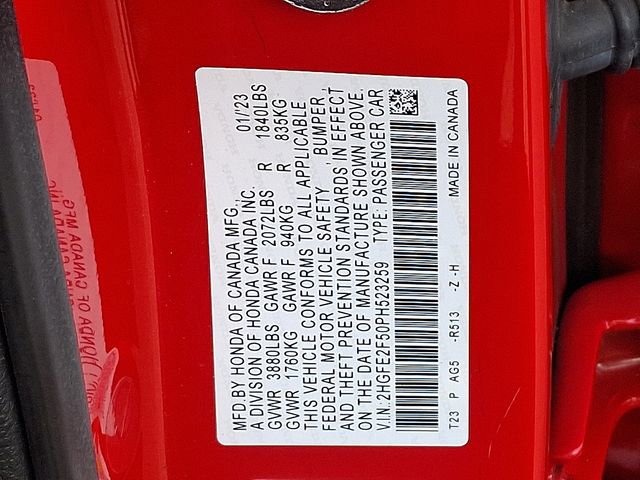 MFD.BY HONDA OF CANADA MFG., 01/23
A DIVISION OF HONDA CANADA INC.
GVWR 3880LBS GAWR F 2072LBS R 1840LBS
GVWR 1760KG GAWR F 940KG R 835KG
THIS VEHICLE CONFORMS TO ALL APPLICABLE
FEDERAL MOTOR VEHICLE SAFETY , BUMPER ,
AND THEFT PREVENTION STANDARDS IN EFFECT
ON THE DATE OF MANUFACTURE SHOWN ABOVE.
V.I.N: 2HGFE2F50PH523259 TYPE: PASSENGER CAR
T23 P AG5 -R513 -Z -H MADE IN CANADA